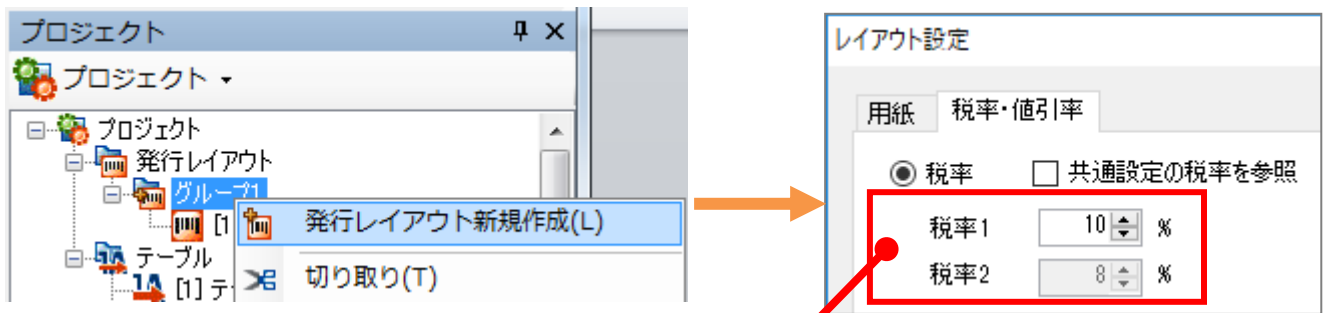 プロジェクト
プロジェクト
プロジェクト
発行レイアウト
グループ1
[1
発行レイアウト新規作成(L)
テーブル
[1] テ
切り取り(T)
レイアウト設定
用紙 税率・値引率
税率 共通設定の税率を参照
税率1 10 %
税率2 8 %